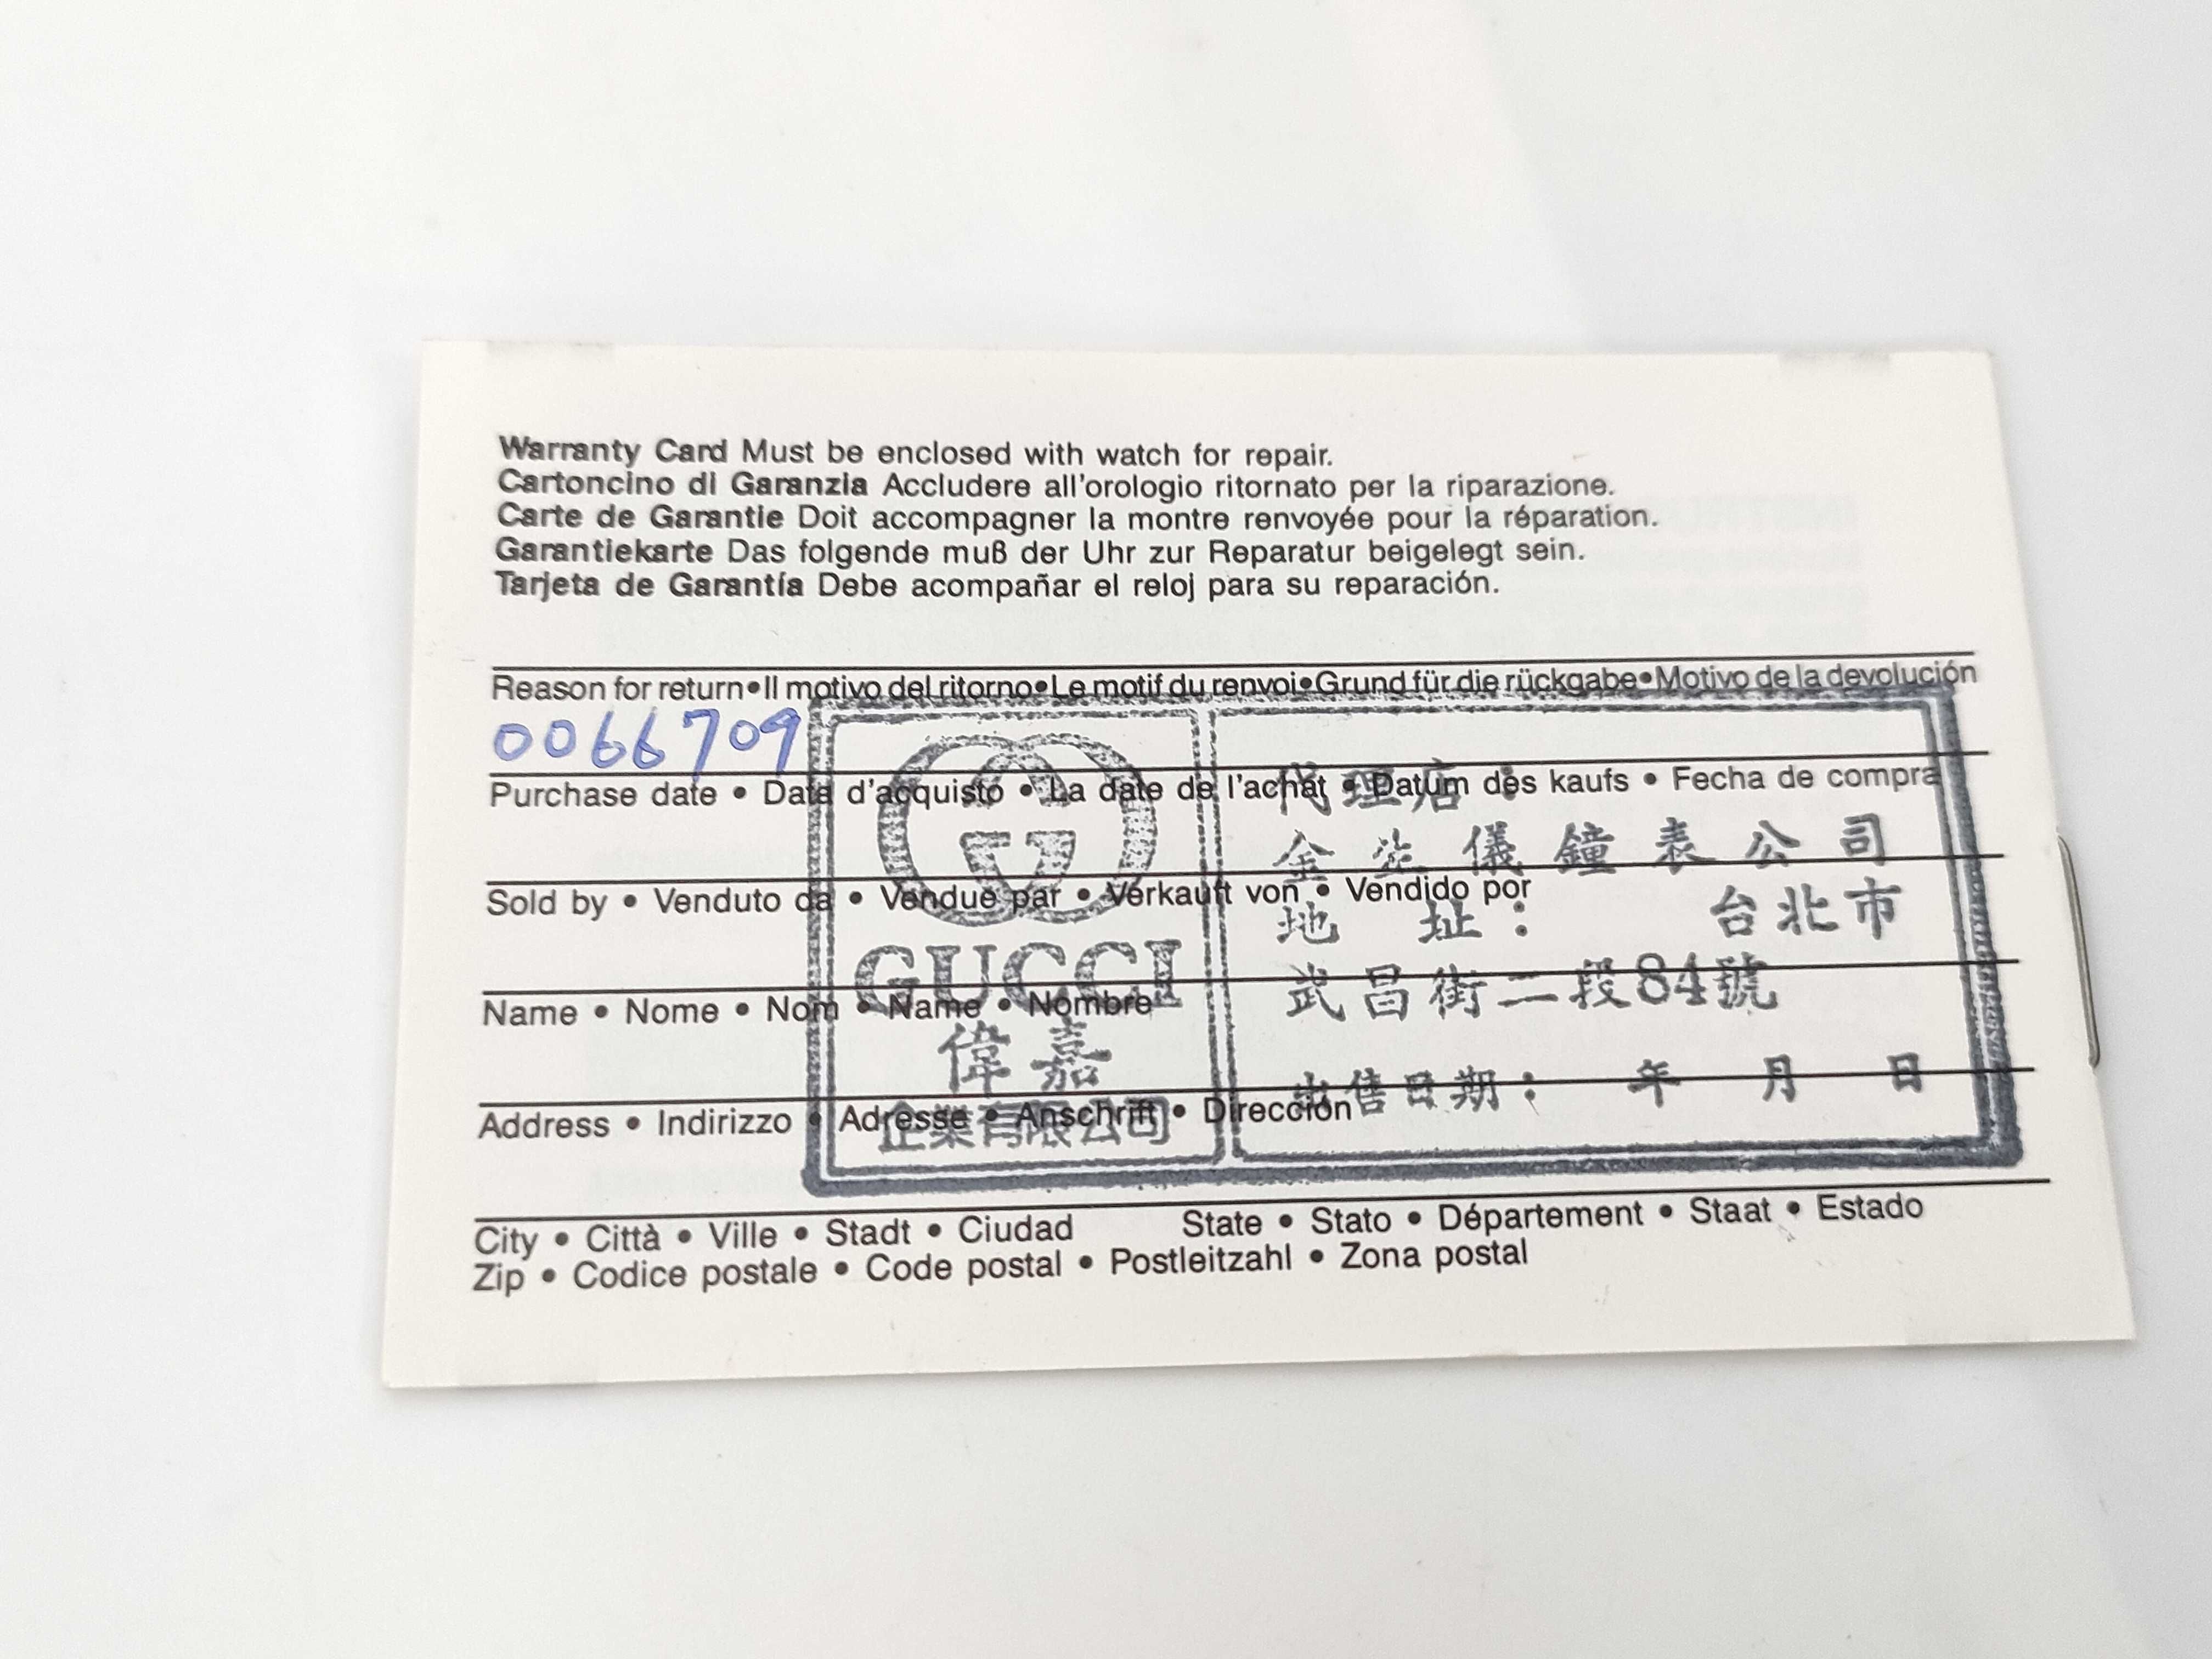 Warranty Card Must be enclosed with watch for repair.
Cartoncino di Garanzia Accludere all'orologio ritornato per la riparazione.
Carte de Garantie Doit accompagner la montre renvoyée pour la réparation.
Garantiekarte Das folgende muß der Uhr zur Reparatur beigelegt sein.
Tarjeta de Garantía Debe acompañar el reloj para su reparación.
Reason for return•Il motivo del ritorno•Le motif du renvoi•Grund für die rückgabe•Motivo de la devolución
0066709
Purchase date • Data d'acquisto • La date de l'achat • Datum des kaufs • Fecha de compra
Sold by • Venduto da • Vendue par • Verkauft von • Vendido por
Name • Nome • Nom • Name • Nombre
Address • Indirizzo • Adresse • Anschrift • Dirección
City • Città • Ville • Stadt • Ciudad State • Stato • Département • Staat • Estado
Zip • Codice postale • Code postal • Postleitzahl • Zona postal
GUCCI
偉嘉
企業有限公司
代理店：
金 儀鐘表公司
地址： 台北市
武昌街二段84號
出售日期： 年 月 日